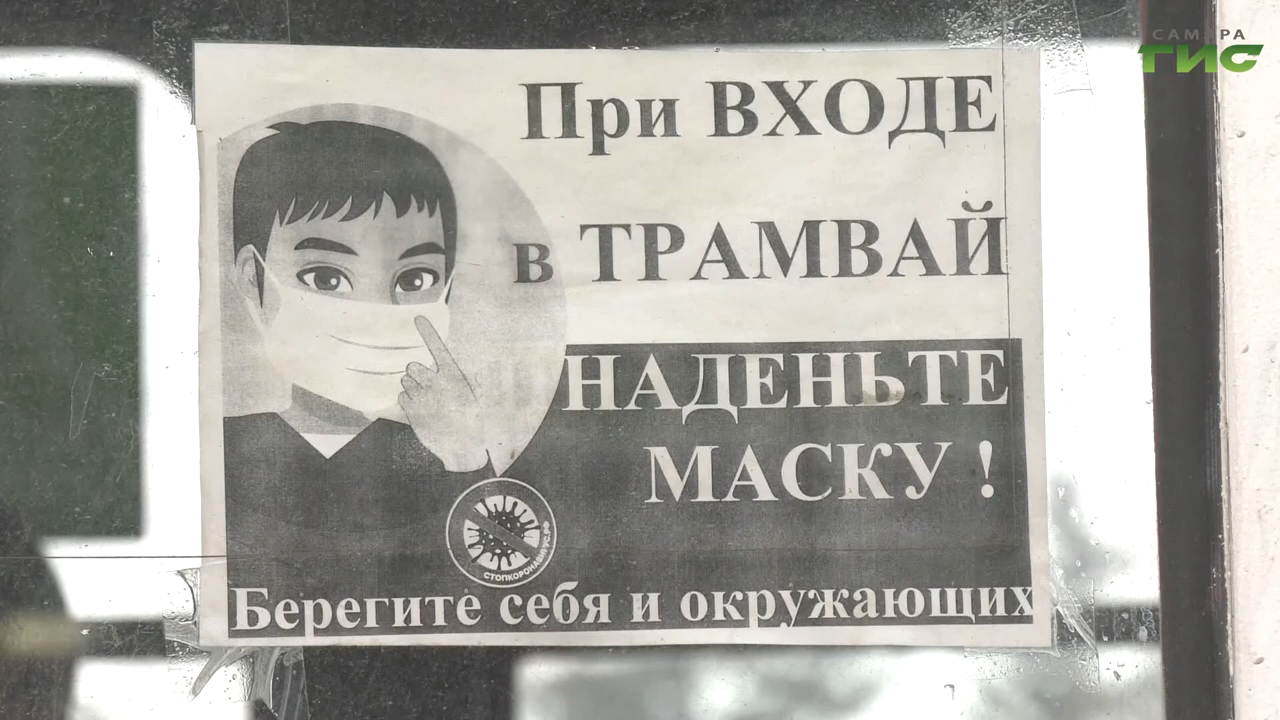 САМАРА
ГИС
При ВХОДЕ
в ТРАМВАЙ
НАДЕНЬТЕ
МАСКУ !
СТОПКОРОНАВИРУС.РФ
Берегите себя и окружающих